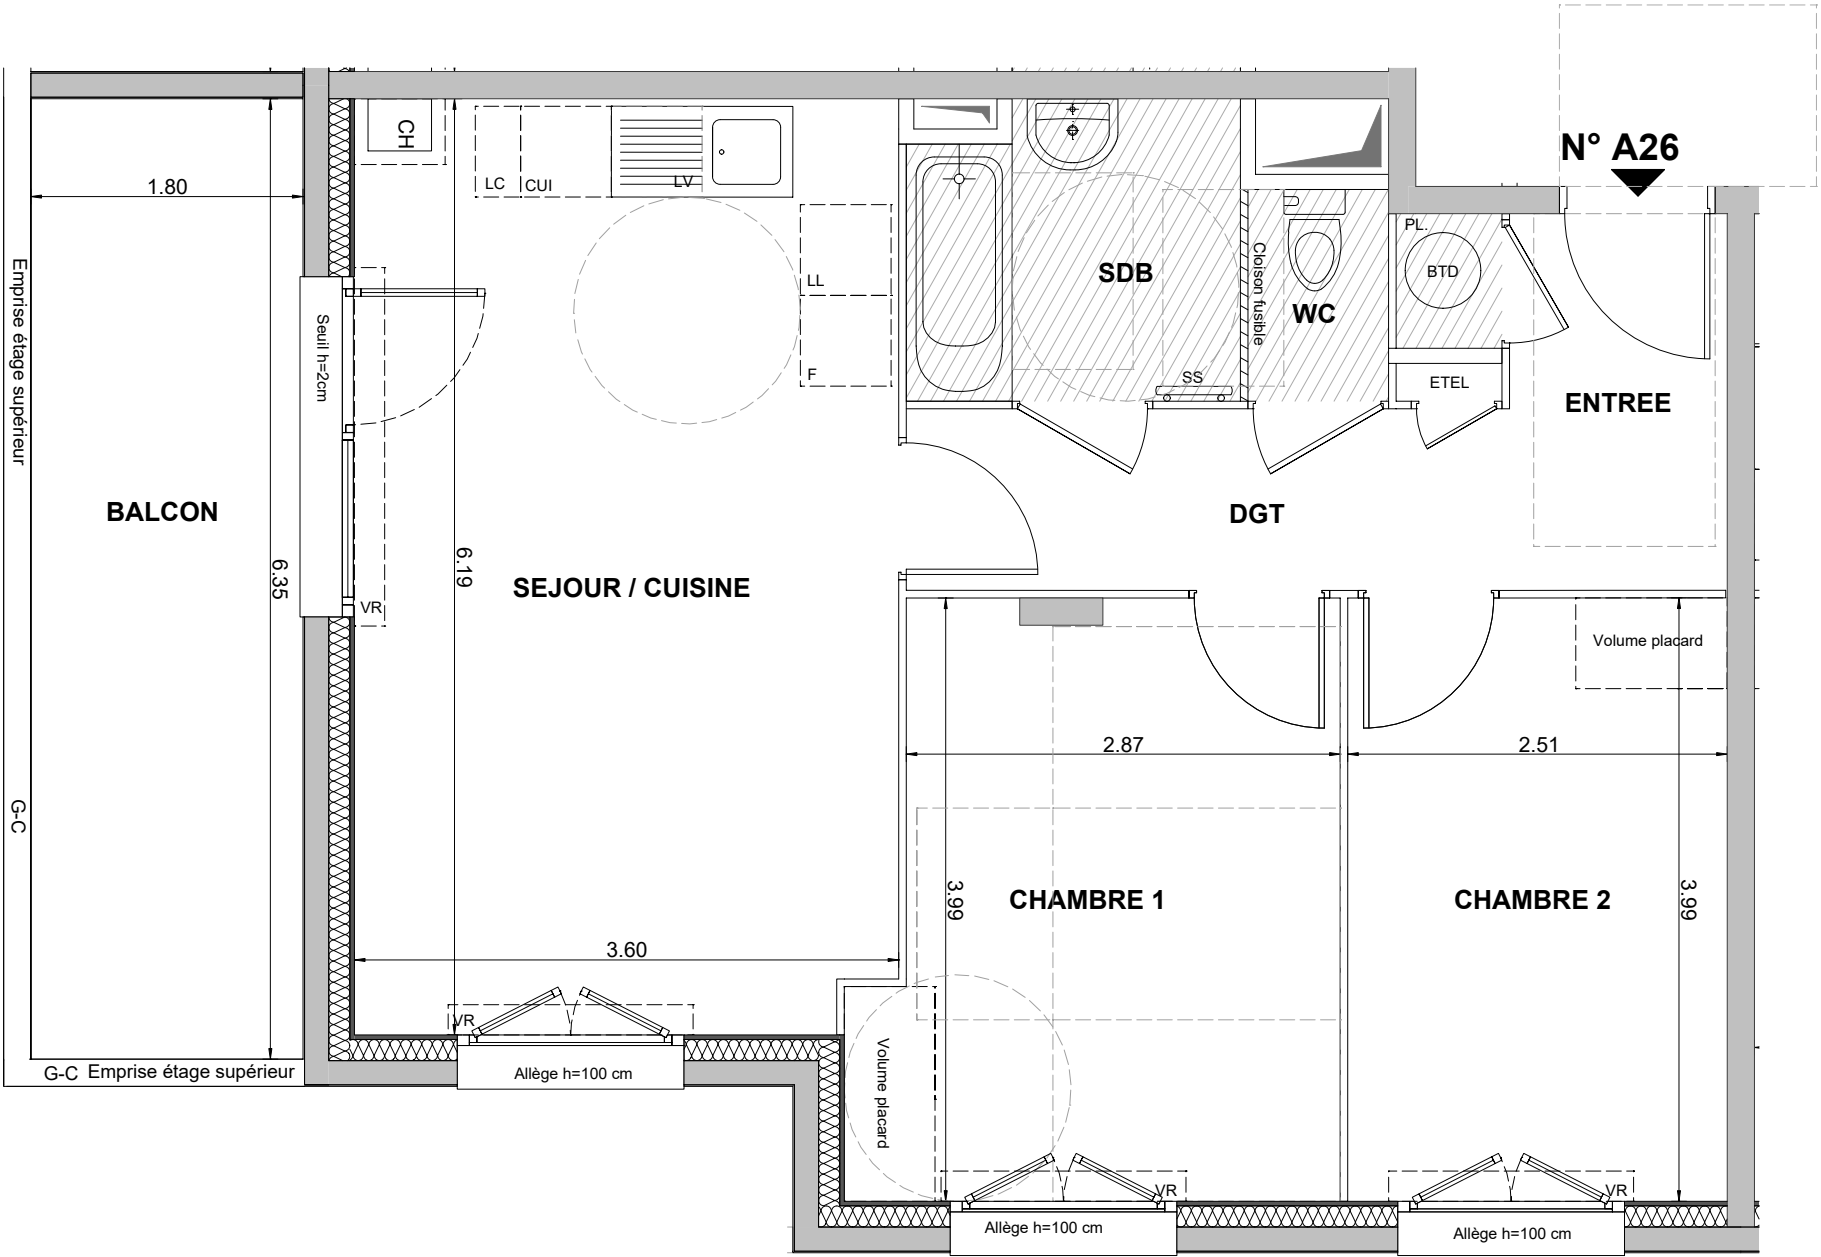 N° A26
CH
LC
CUI
LV
1.80
PL.
BTD
SDB
LL
Cloison fusible
WC
Emprise étage supérieur
Seuil h=2cm
F
SS
ETEL
ENTREE
BALCON
DGT
6.35
6.19
SEJOUR / CUISINE
VR
Volume placard
2.87
2.51
G-C
3.99
CHAMBRE 1
CHAMBRE 2
3.99
3.60
VR
G-C Emprise étage supérieur
Allège h=100 cm
Volume placard
VR
VR
Allège h=100 cm
Allège h=100 cm